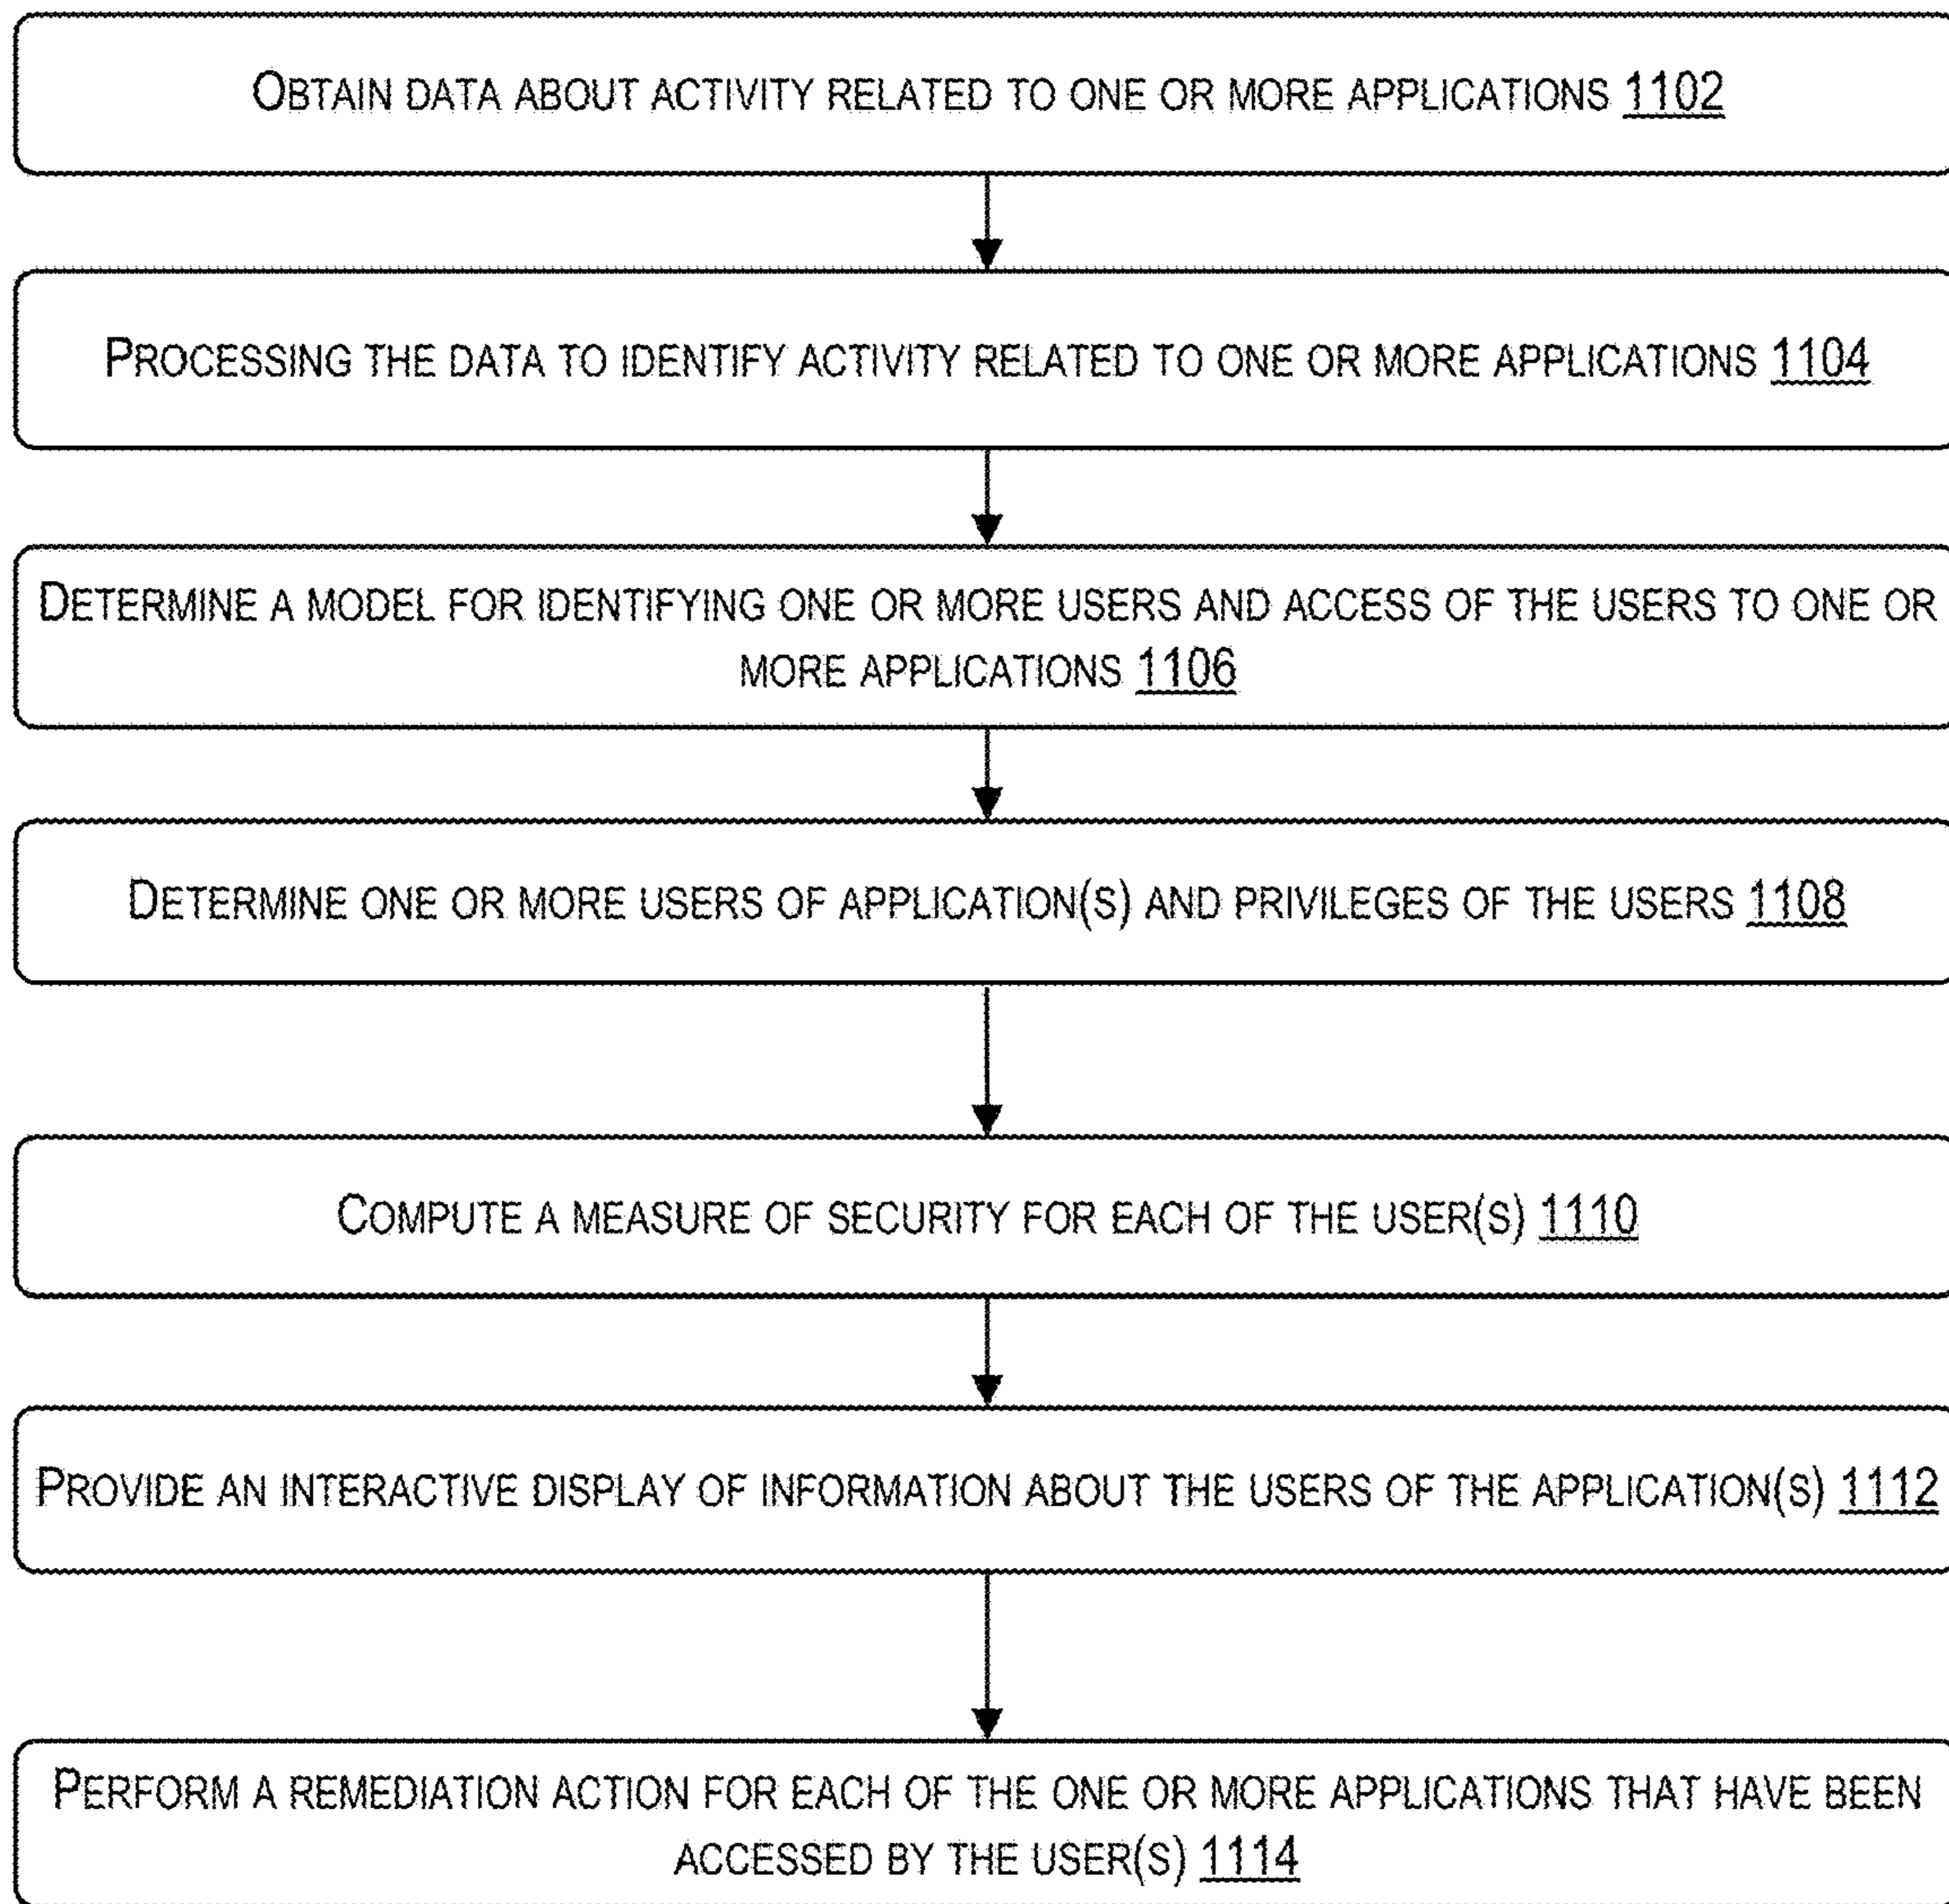 OBTAIN DATA ABOUT ACTIVITY RELATED TO ONE OR MORE APPLICATIONS 1102
PROCESSING THE DATA TO IDENTIFY ACTIVITY RELATED TO ONE OR MORE APPLICATIONS 1104
DETERMINE A MODEL FOR IDENTIFYING ONE OR MORE USERS AND ACCESS OF THE USERS TO ONE OR
MORE APPLICATIONS 1106
DETERMINE ONE OR MORE USERS OF APPLICATION(S) AND PRIVILEGES OF THE USERS 1108
COMPUTE A MEASURE OF SECURITY FOR EACH OF THE USER(S) 1110
PROVIDE AN INTERACTIVE DISPLAY OF INFORMATION ABOUT THE USERS OF THE APPLICATION(S) 1112
PERFORM A REMEDIATION ACTION FOR EACH OF THE ONE OR MORE APPLICATIONS THAT HAVE BEEN
ACCESSED BY THE USER(S) 1114